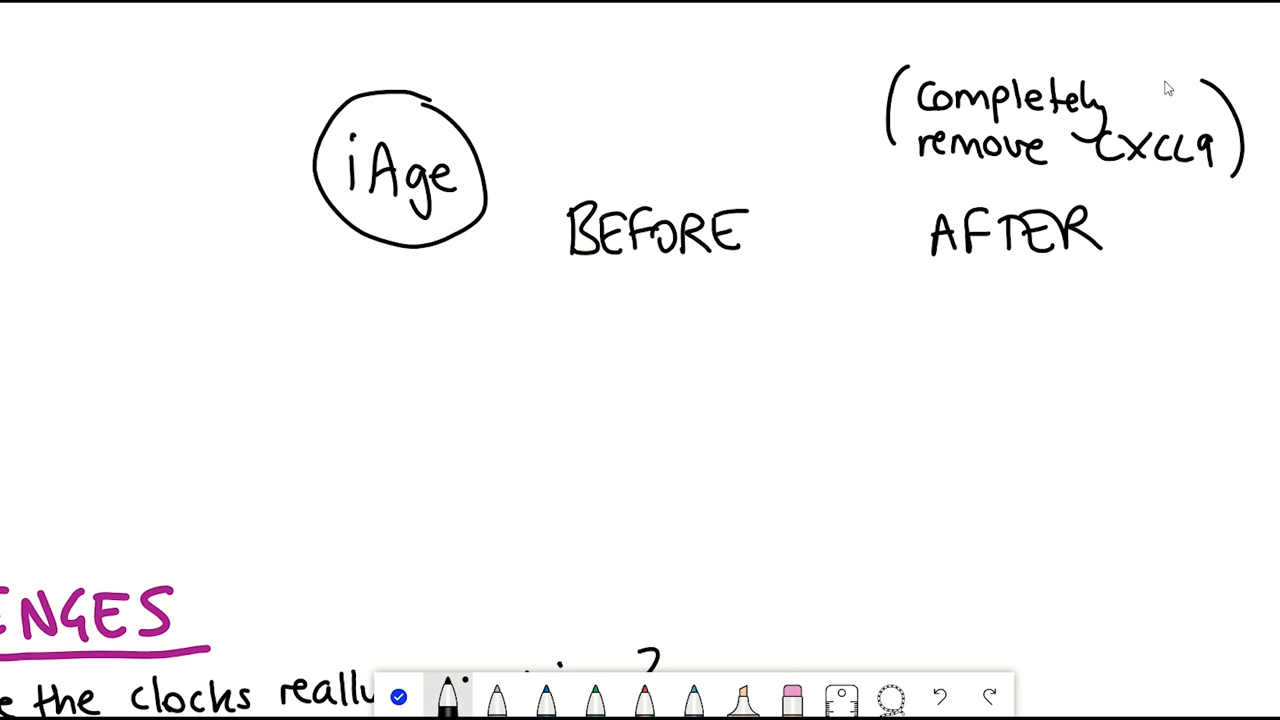 (completely
remove CXCL9)
iAge
BEFORE AFTER
ENGES
e the clocks really ?